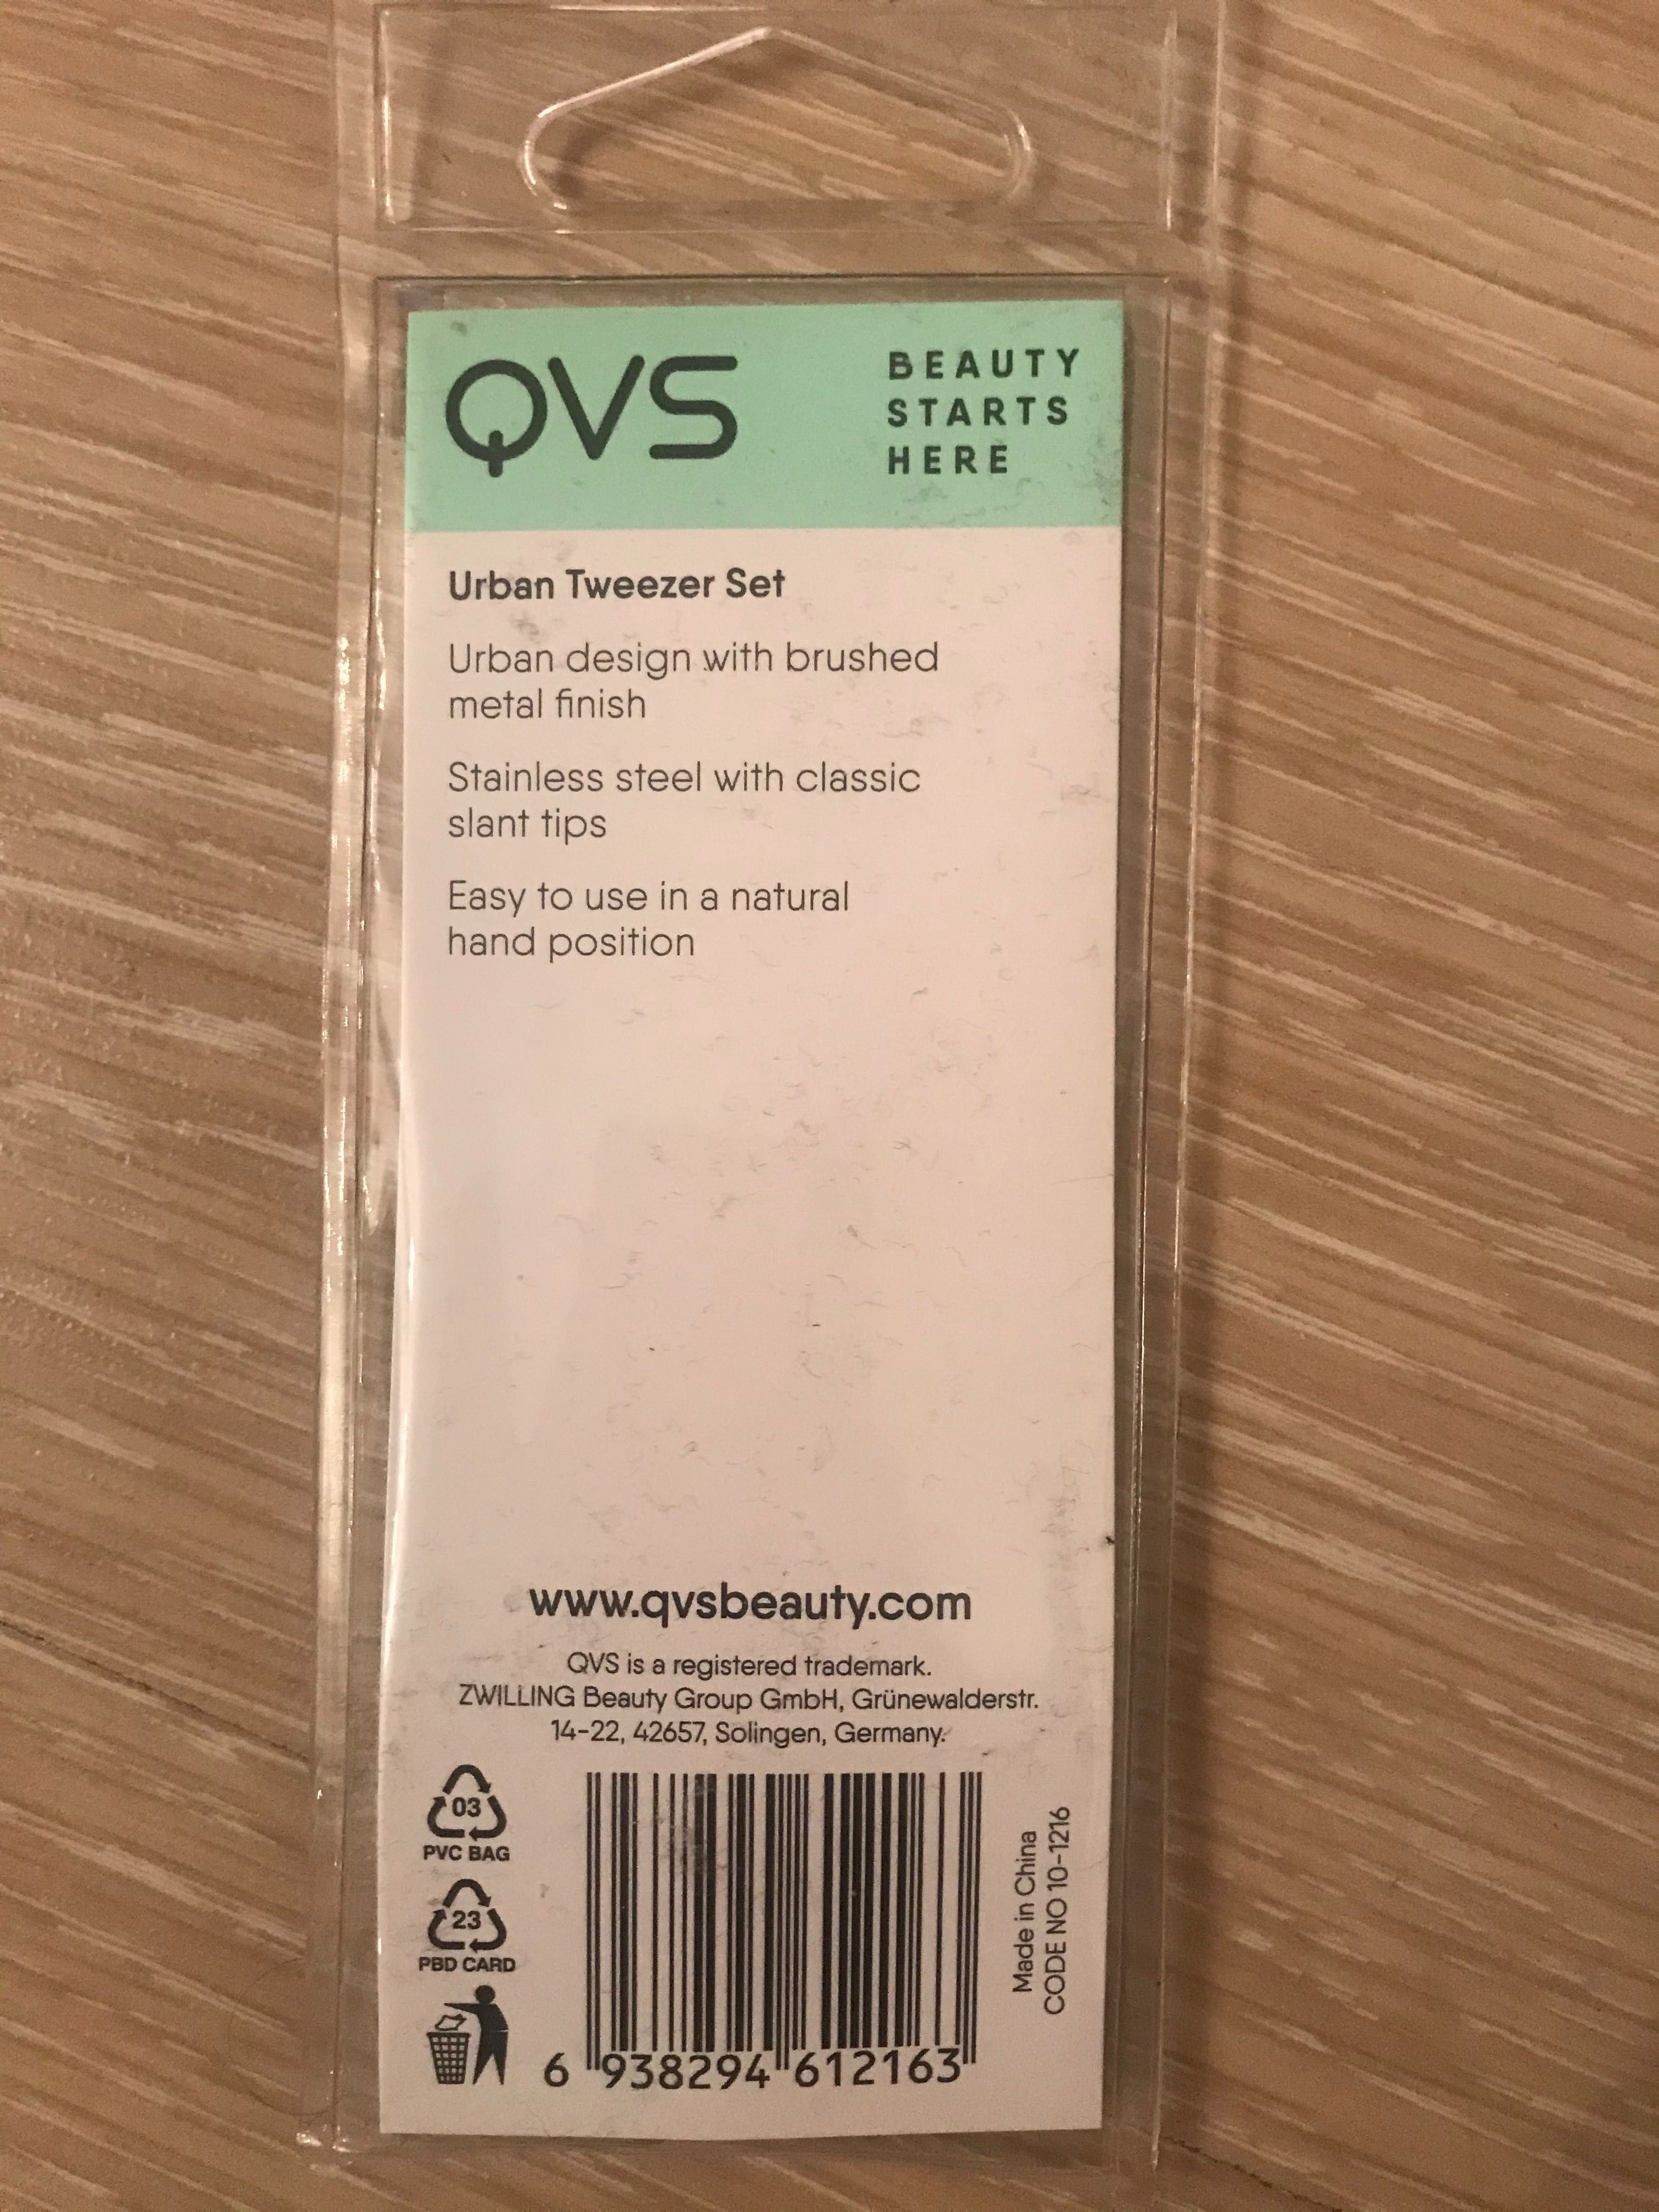 QVS
BEAUTY
STARTS
HERE
Urban Tweezer Set
Urban design with brushed
metal finish
Stainless steel with classic
slant tips
Easy to use in a natural
hand position
www.qvsbeauty.com
QVS is a registered trademark.
ZWILLING Beauty Group GmbH, Grünewalderstr.
14-22, 42657, Solingen, Germany.
03
PVC BAG
23
PBD CARD
6 938294 612163
Made in China
CODE NO 10-1216